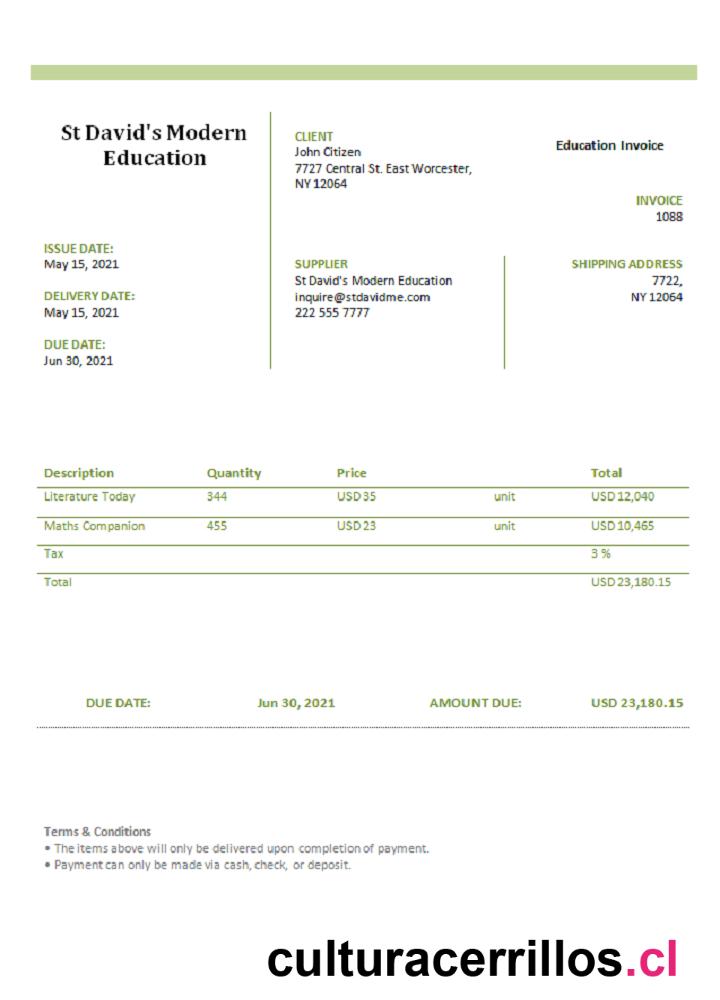 St David's Modern
Education
CLIENT
John Citizen
7727 Central St. East Worcester,
NY 12064
Education Invoice
INVOICE
1088
ISSUE DATE:
May 15, 2021
DELIVERY DATE:
May 15, 2021
DUE DATE:
Jun 30, 2021
SUPPLIER
St David's Modern Education
inquire@stdavidme.com
222 555 7777
SHIPPING ADDRESS
7722,
NY 12064
Description Quantity Price Total
Literature Today 344 USD 35 unit USD 12,040
Maths Companion 455 USD 23 unit USD 10,465
Tax 3 %
Total USD 23,180.15
DUE DATE: Jun 30, 2021 AMOUNT DUE: USD 23,180.15
Terms & Conditions
• The items above will only be delivered upon completion of payment.
• Payment can only be made via cash, check, or deposit.
culturacerrillos.cl